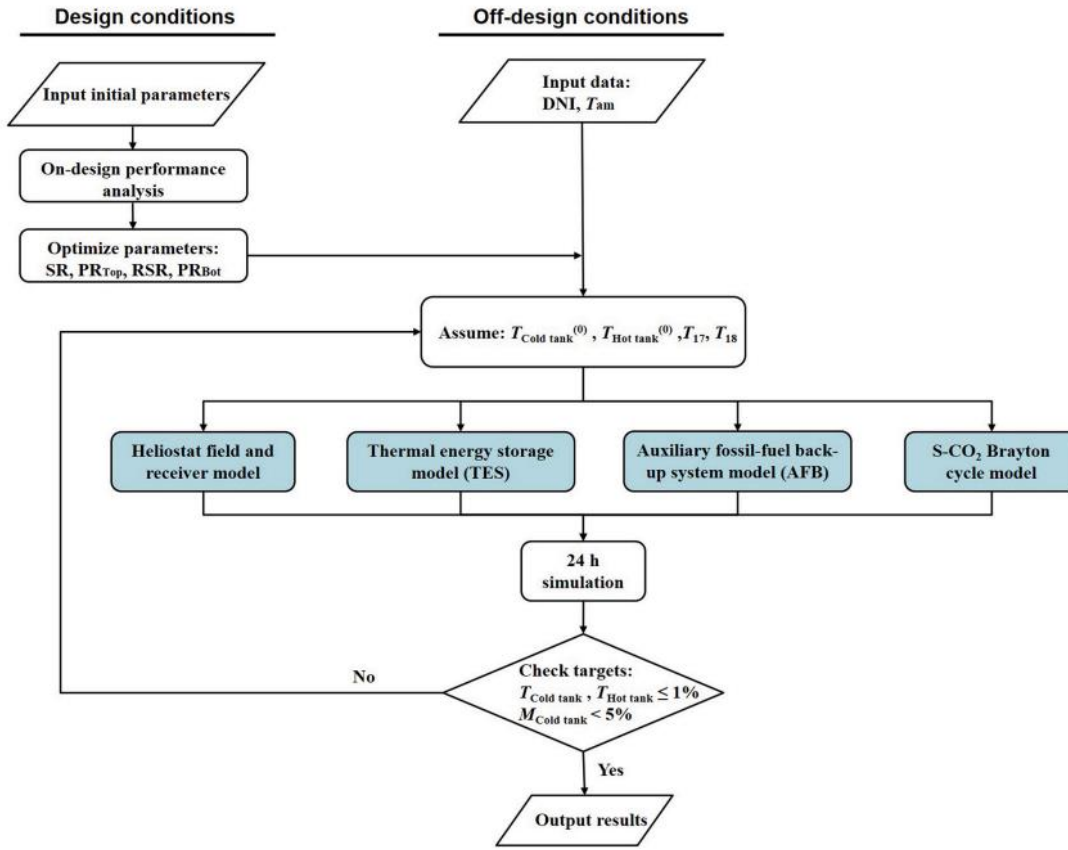 Design conditions
Off-design conditions
Input initial parameters
Input data:
DNI, Tam
On-design performance
analysis
Optimize parameters:
SR, PRTop, RSR, PRBot
Assume: TCold tank(0) , THot tank(0) ,T17, T18
Heliostat field and
receiver model
Thermal energy storage
model (TES)
Auxiliary fossil-fuel back-
up system model (AFB)
S-CO2 Brayton
cycle model
24 h
simulation
No
Check targets:
TCold tank , THot tank ≤ 1%
MCold tank < 5%
Yes
Output results